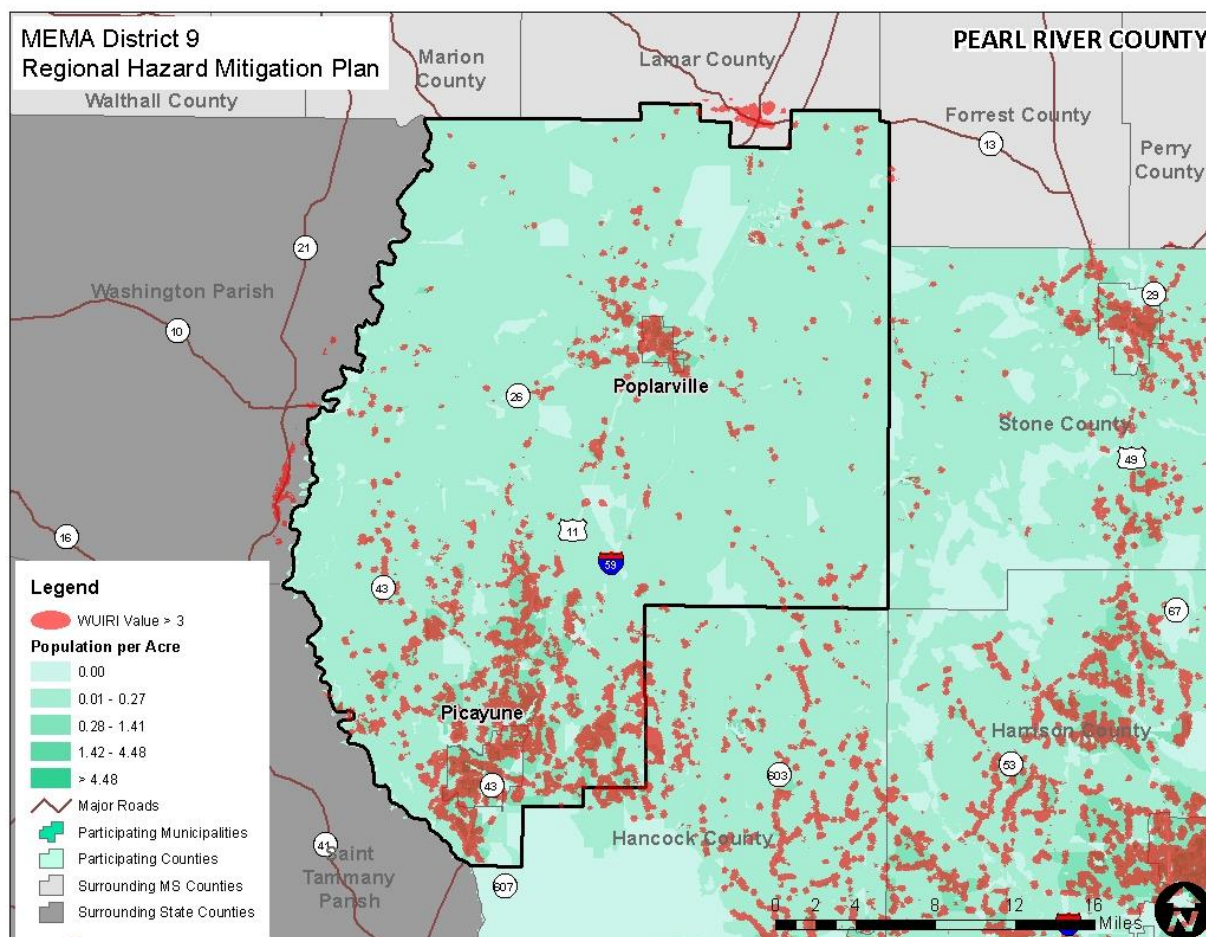 MEMA District 9
Regional Hazard Mitigation Plan
PEARL RIVER COUNTY
Marion
County
Lamar County
Walthall County
Forrest County
13
Perry
County
21
29
Washington Parish
10
Poplarville
26
Stone County
49
16
11
59
43
67
Picayune
Harrison County
53
43
603
Hancock County
41
Saint
Tammany
Parish
607
Legend
WUIRI Value > 3
Population per Acre
0.00
0.01 - 0.27
0.28 - 1.41
1.42 - 4.48
> 4.48
Major Roads
Participating Municipalities
Participating Counties
Surrounding MS Counties
Surrounding State Counties
0 2 4 8 12 16
Miles
N